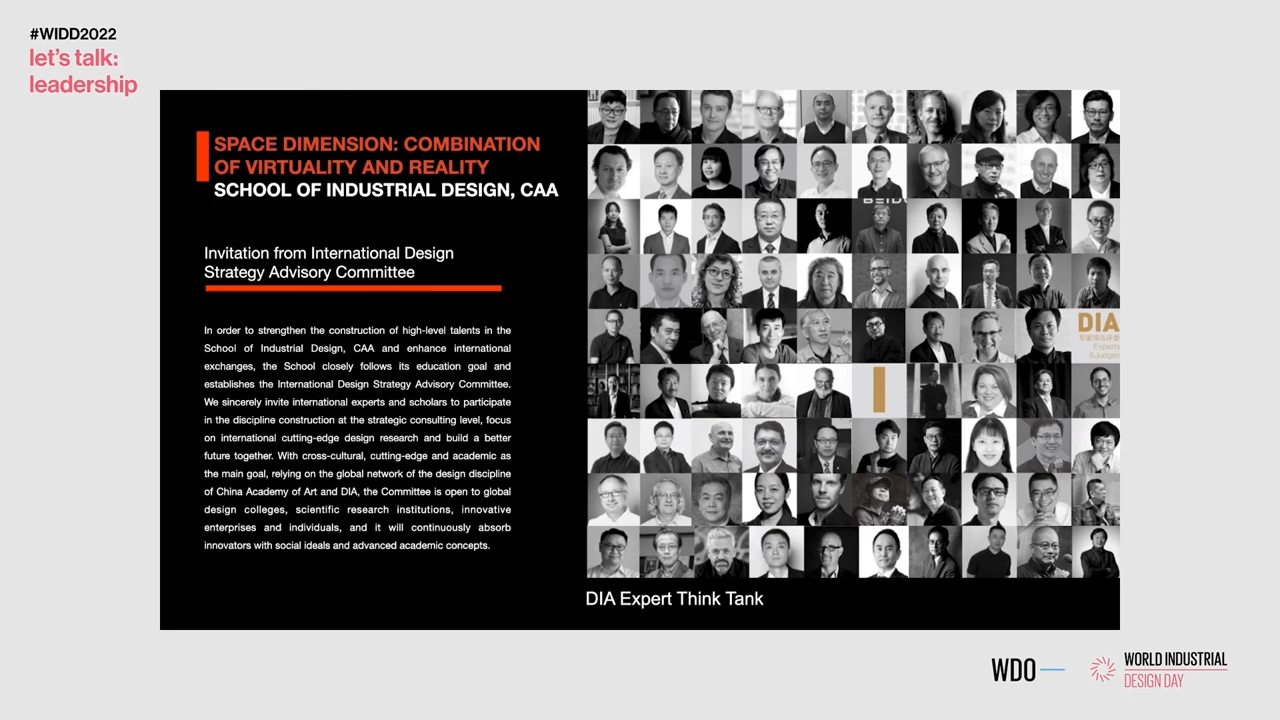 #WIDD2022
let's talk:
leadership
SPACE DIMENSION: COMBINATION
OF VIRTUALITY AND REALITY
SCHOOL OF INDUSTRIAL DESIGN, CAA
Invitation from International Design
Strategy Advisory Committee
In order to strengthen the construction of high-level talents in the
School of Industrial Design, CAA and enhance international
exchanges, the School closely follows its education goal and
establishes the International Design Strategy Advisory Committee.
We sincerely invite international experts and scholars to participate
in the discipline construction at the strategic consulting level, focus
on international cutting-edge design research and build a better
future together. With cross-cultural, cutting-edge and academic as
the main goal, relying on the global network of the design discipline
of China Academy of Art and DIA, the Committee is open to global
design colleges, scientific research institutions, innovative
enterprises and individuals, and it will continuously absorb
innovators with social ideals and advanced academic concepts.
DIA
Experts
&Judges
DIA Expert Think Tank
WDO
WORLD INDUSTRIAL
DESIGN DAY